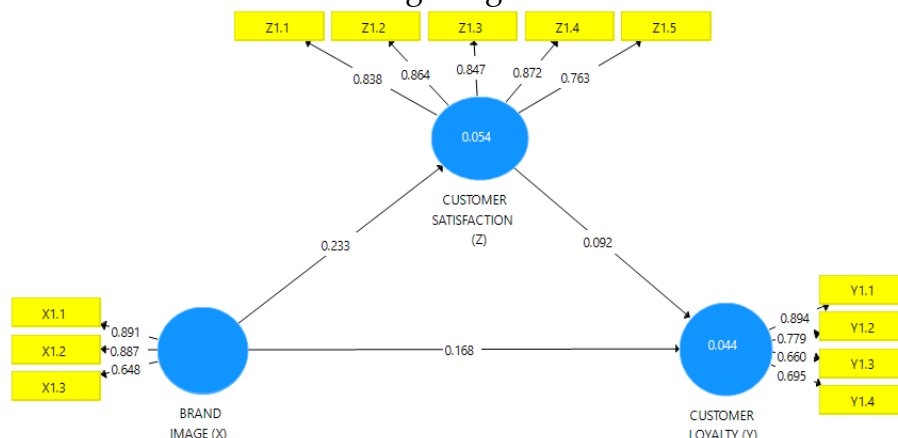 Z1.1 Z1.2 Z1.3 Z1.4 Z1.5
0.838 0.864 0.847 0.872 0.763
0.054
CUSTOMER
SATISFACTION
(Z)
0.233 0.092
X1.1
X1.2
X1.3
0.891
0.887
0.648
0.168
BRAND
IMAGE (X)
0.044
CUSTOMER
LOYALTY (Y)
0.894
0.779
0.660
0.695
Y1.1
Y1.2
Y1.3
Y1.4